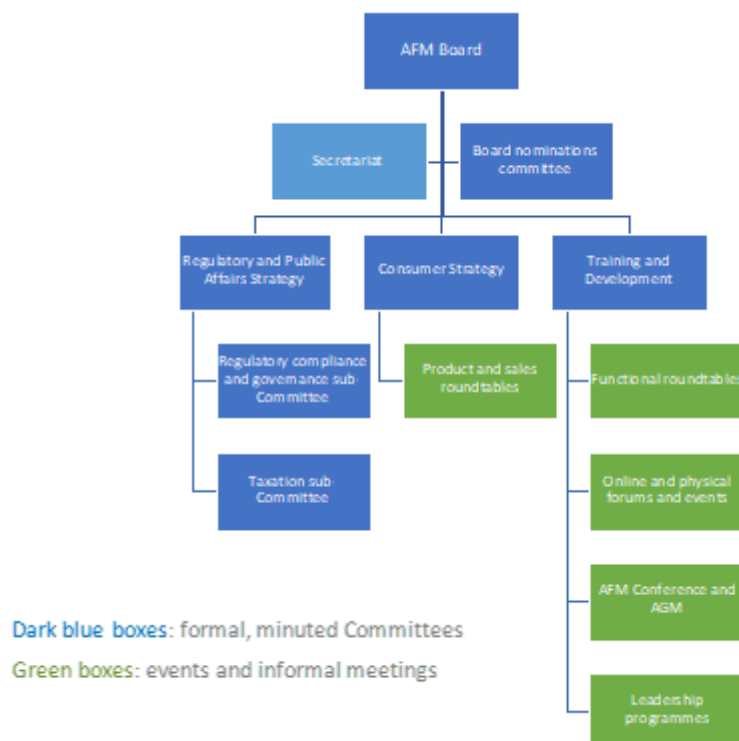 AFM Board
Secretariat
Board nominations
committee
Regulatory and Public
Affairs Strategy
Consumer Strategy
Training and
Development
Regulatory compliance
and governance sub-
Committee
Product and sales
roundtables
Functional roundtables
Taxation sub-
Committee
Online and physical
forums and events
AFM Conference and
AGM
Dark blue boxes: formal, minuted Committees
Green boxes: events and informal meetings
Leadership
programmes